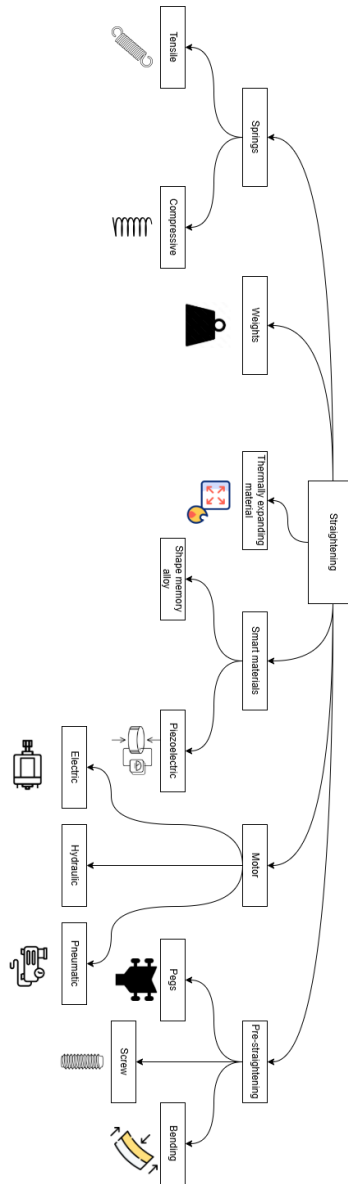 Straightening
Springs
Weights
Thermally expanding
material
Smart materials
Motor
Pre-straightening
Tensile
Compressive
Shape memory
alloy
Piezoelectric
Electric
Hydraulic
Pneumatic
Pegs
Screw
Bending